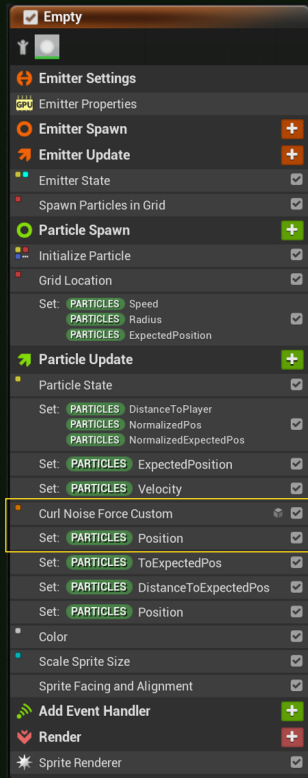 Empty
Emitter Settings
GPU Emitter Properties
Emitter Spawn
Emitter Update
Emitter State
Spawn Particles in Grid
Particle Spawn
Initialize Particle
Grid Location
Set: PARTICLES Speed
PARTICLES Radius
PARTICLES ExpectedPosition
Particle Update
Particle State
Set: PARTICLES DistanceToPlayer
PARTICLES NormalizedPos
PARTICLES NormalizedExpectedPos
Set: PARTICLES ExpectedPosition
Set: PARTICLES Velocity
Curl Noise Force Custom
Set: PARTICLES Position
Set: PARTICLES ToExpectedPos
Set: PARTICLES DistanceToExpectedPos
Set: PARTICLES Position
Color
Scale Sprite Size
Sprite Facing and Alignment
Add Event Handler
Render
Sprite Renderer